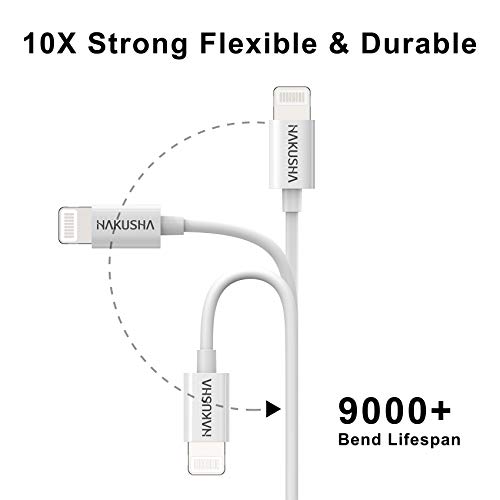 10X Strong Flexible & Durable
NAKUSHA
NAKUSHA
NAKUSHA
9000+
Bend Lifespan